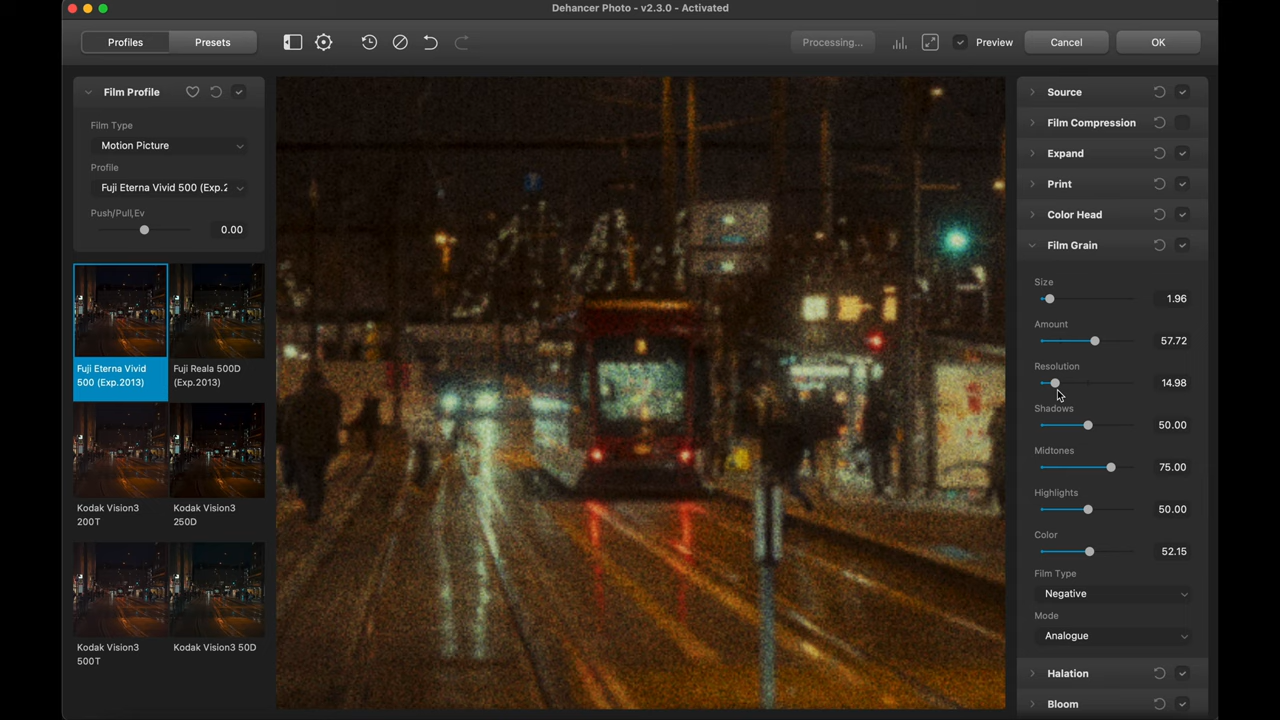 Dehancer Photo - v2.3.0 - Activated
Profiles
Presets
Processing...
Preview
Cancel
OK
Film Profile
Film Type
Motion Picture
Profile
Fuji Eterna Vivid 500 (Exp.2
Push/Pull,Ev
0.00
Fuji Eterna Vivid
500 (Exp.2013)
Fuji Reala 500D
(Exp.2013)
Kodak Vision3
200T
Kodak Vision3
250D
Kodak Vision3
500T
Kodak Vision3 50D
Source
Film Compression
Expand
Print
Color Head
Film Grain
Size
1.96
Amount
57.72
Resolution
14.98
Shadows
50.00
Midtones
75.00
Highlights
50.00
Color
52.15
Film Type
Negative
Mode
Analogue
Halation
Bloom